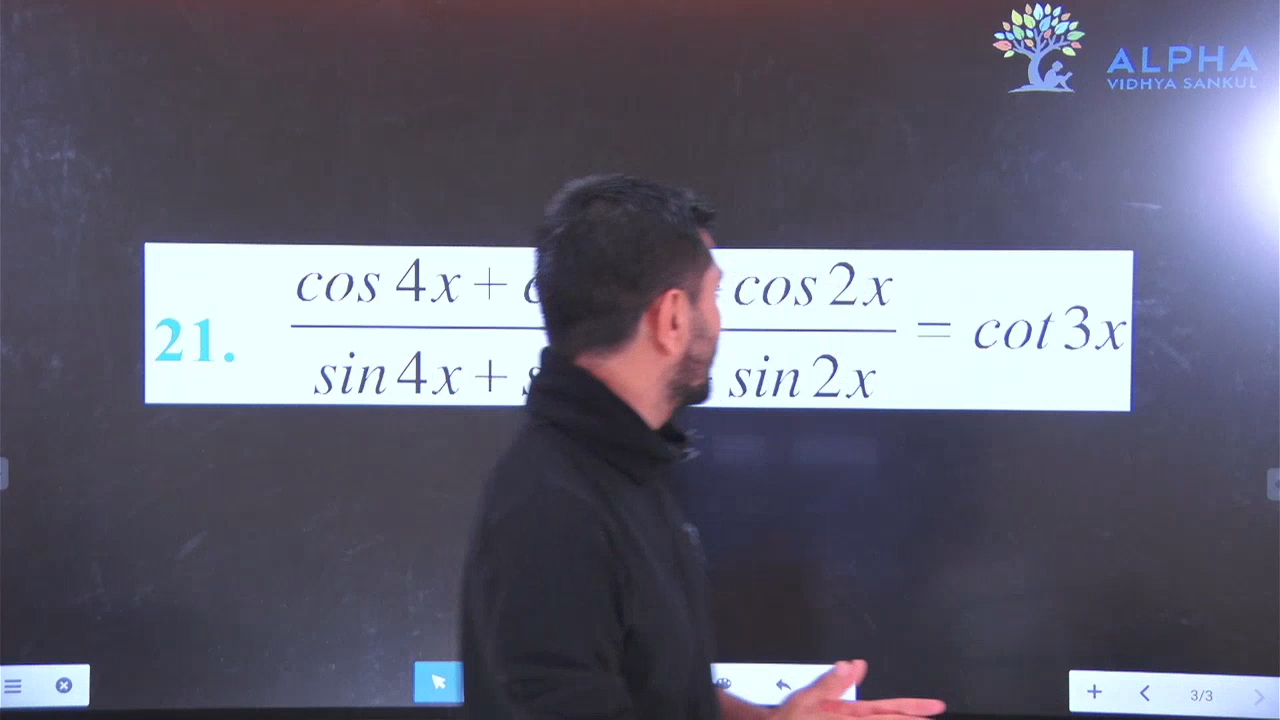 ALPHA
VIDHYA SANKUL
cos 4x + cos 2x
21. = cot 3x
sin 4x + sin 2x
3/3